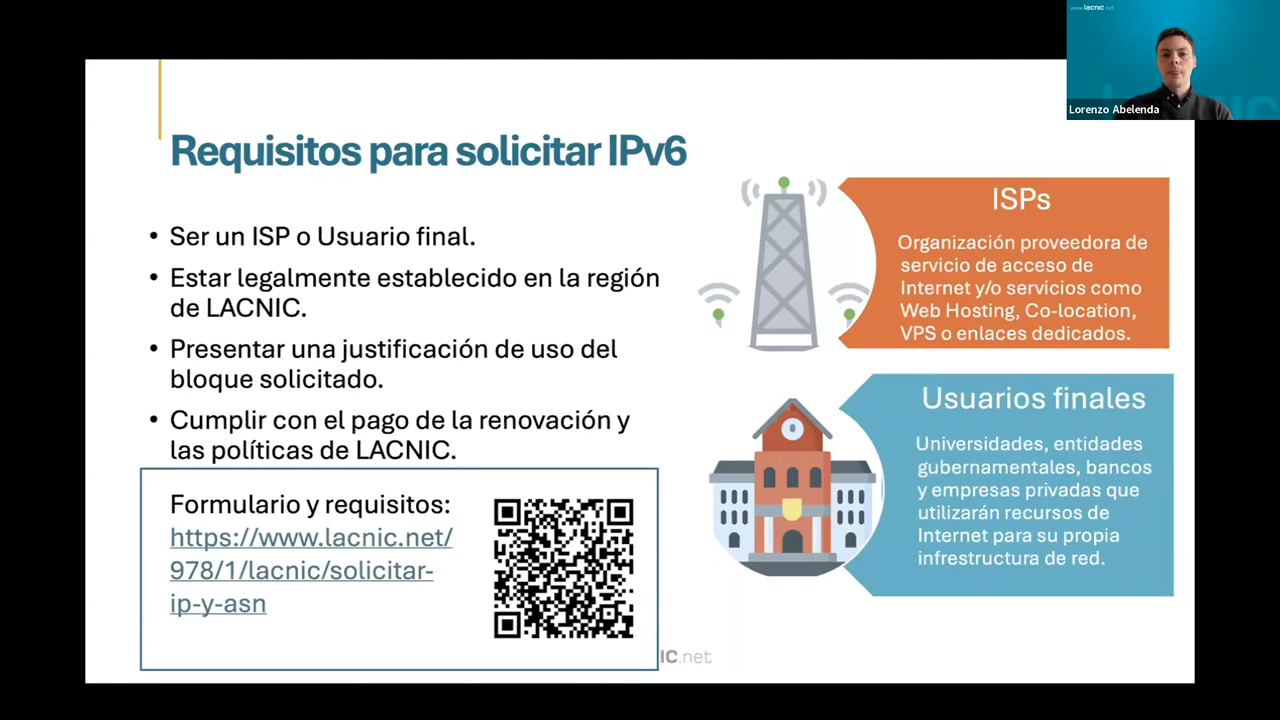 www.lacnic.net
Lorenzo Abelenda
Requisitos para solicitar IPv6
• Ser un ISP o Usuario final.
• Estar legalmente establecido en la región
de LACNIC.
• Presentar una justificación de uso del
bloque solicitado.
• Cumplir con el pago de la renovación y
las políticas de LACNIC.
Formulario y requisitos:
https://www.lacnic.net/
978/1/lacnic/solicitar-
ip-y-asn
ISPs
Organización proveedora de
servicio de acceso de
Internet y/o servicios como
Web Hosting, Co-location,
VPS o enlaces dedicados.
Usuarios finales
Universidades, entidades
gubernamentales, bancos
y empresas privadas que
utilizarán recursos de
Internet para su propia
infrestructura de red.
IC.net